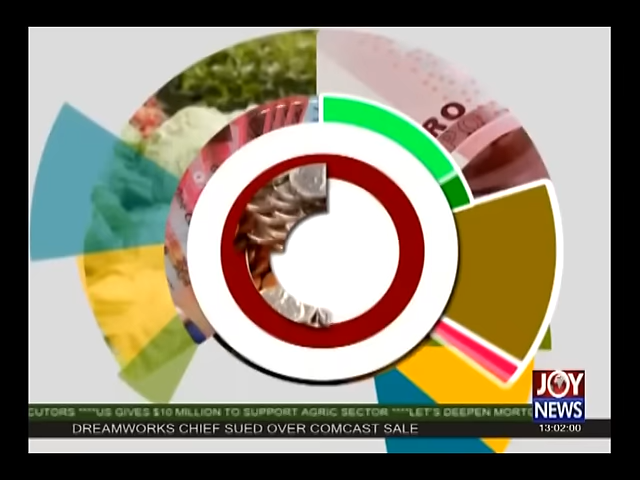 RO
JOY
NEWS
CUTORS ****US GIVES $10 MILLION TO SUPPORT AGRIC SECTOR ****LET'S DEEPEN MORTG
DREAMWORKS CHIEF SUED OVER COMCAST SALE
13:02:00